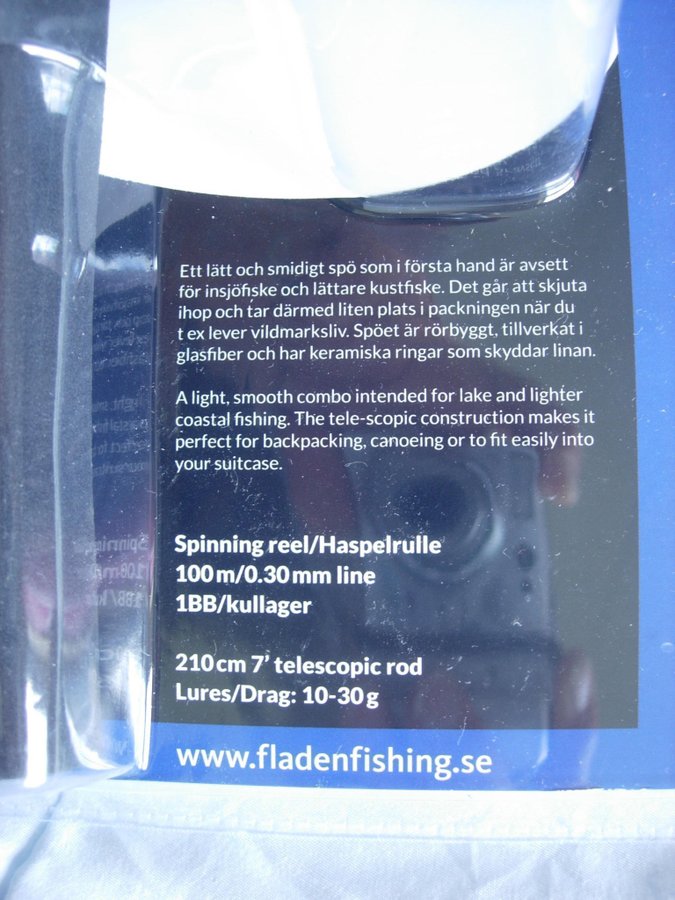 Ett lätt och smidigt spö som i första hand är avsett
för insjöfiske och lättare kustfiske. Det går att skjuta
ihop och tar därmed liten plats i packningen när du
t ex lever vildmarksliv. Spöet är rörbyggt, tillverkat i
glasfiber och har keramiska ringar som skyddar linan.
A light, smooth combo intended for lake and lighter
coastal fishing. The tele-scopic construction makes it
perfect for backpacking, canoeing or to fit easily into
your suitcase.
Spinning reel/Haspelrulle
100 m/0.30 mm line
1BB/kullager
210 cm 7' telescopic rod
Lures/Drag: 10-30 g
www.fladenfishing.se